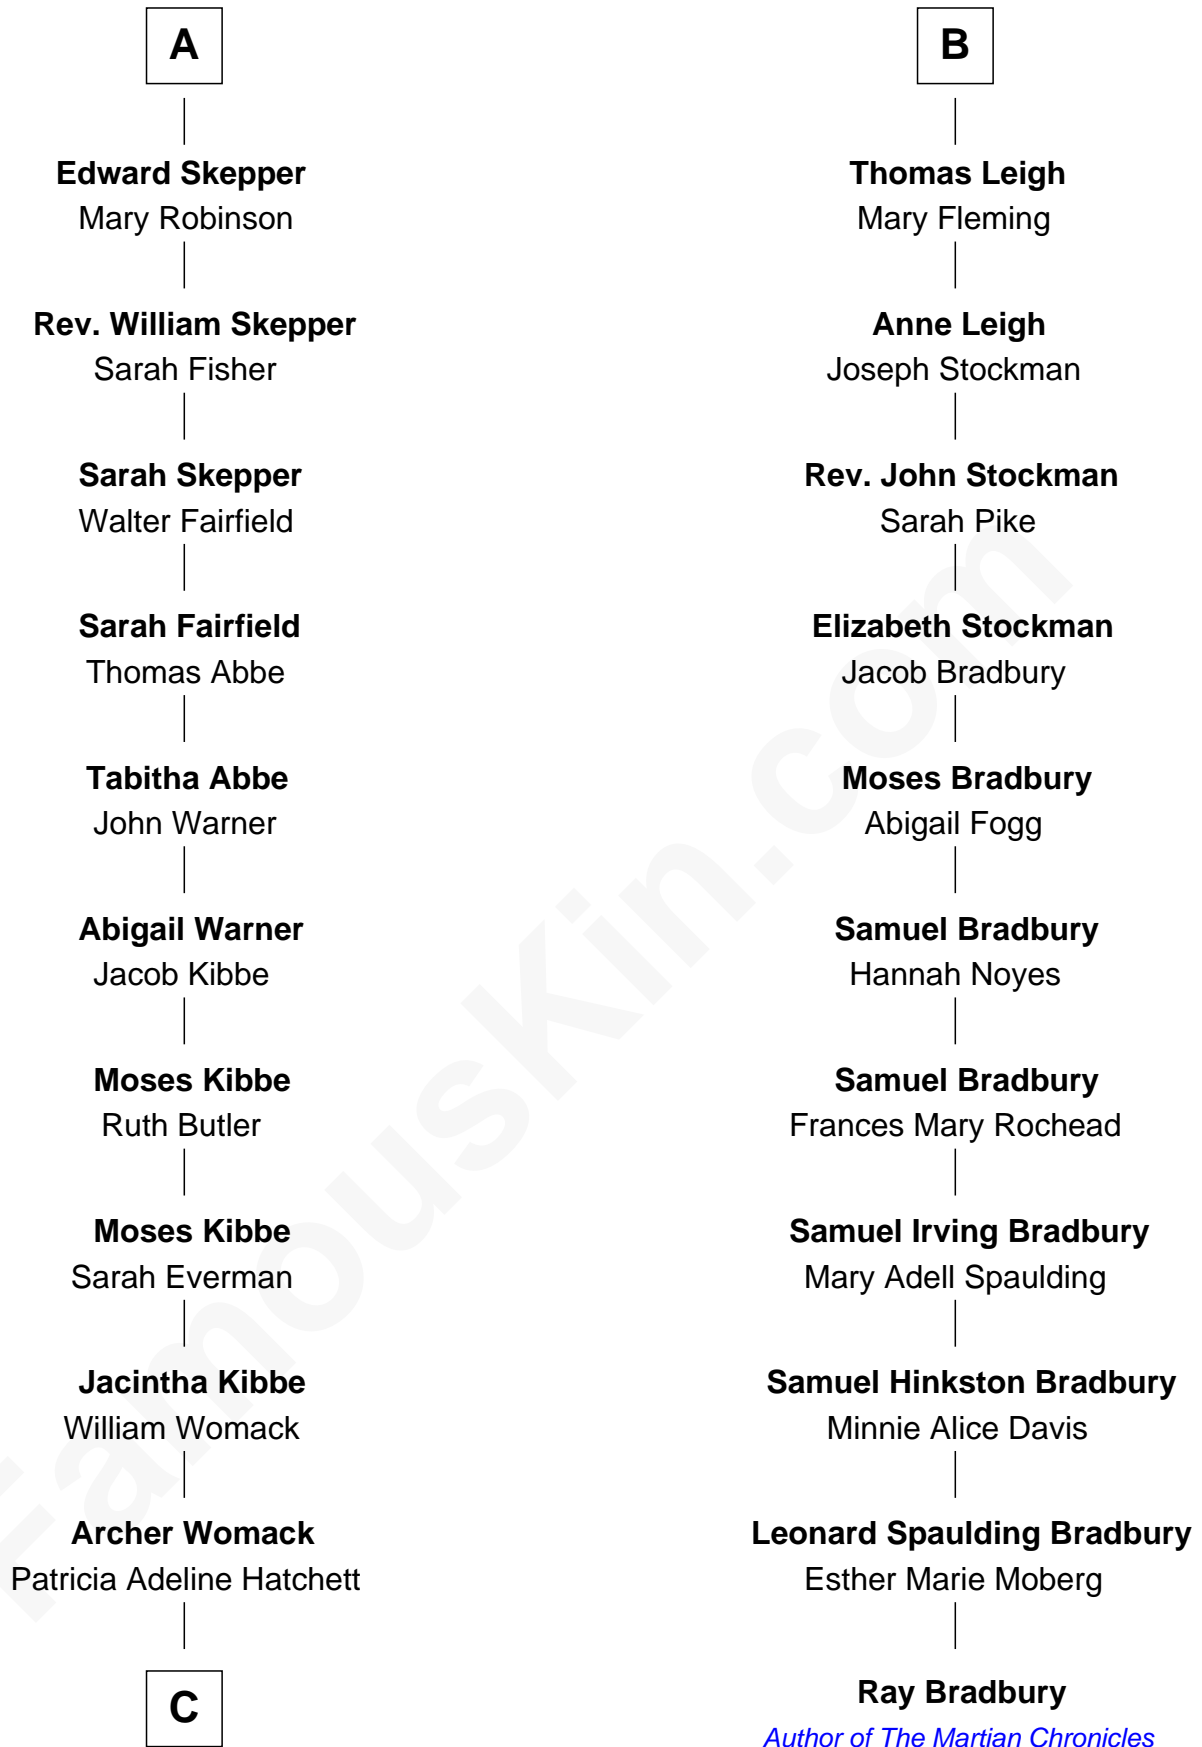 A
Edward Skepper
Mary Robinson
Rev. William Skepper
Sarah Fisher
Sarah Skepper
Walter Fairfield
Sarah Fairfield
Thomas Abbe
Tabitha Abbe
John Warner
Abigail Warner
Jacob Kibbe
Moses Kibbe
Ruth Butler
Moses Kibbe
Sarah Everman
Jacintha Kibbe
William Womack
Archer Womack
Patricia Adeline Hatchett
C
B
Thomas Leigh
Mary Fleming
Anne Leigh
Joseph Stockman
Rev. John Stockman
Sarah Pike
Elizabeth Stockman
Jacob Bradbury
Moses Bradbury
Abigail Fogg
Samuel Bradbury
Hannah Noyes
Samuel Bradbury
Frances Mary Rochead
Samuel Irving Bradbury
Mary Adell Spaulding
Samuel Hinkston Bradbury
Minnie Alice Davis
Leonard Spaulding Bradbury
Esther Marie Moberg
Ray Bradbury
Author of The Martian Chronicles
FamousKin.com